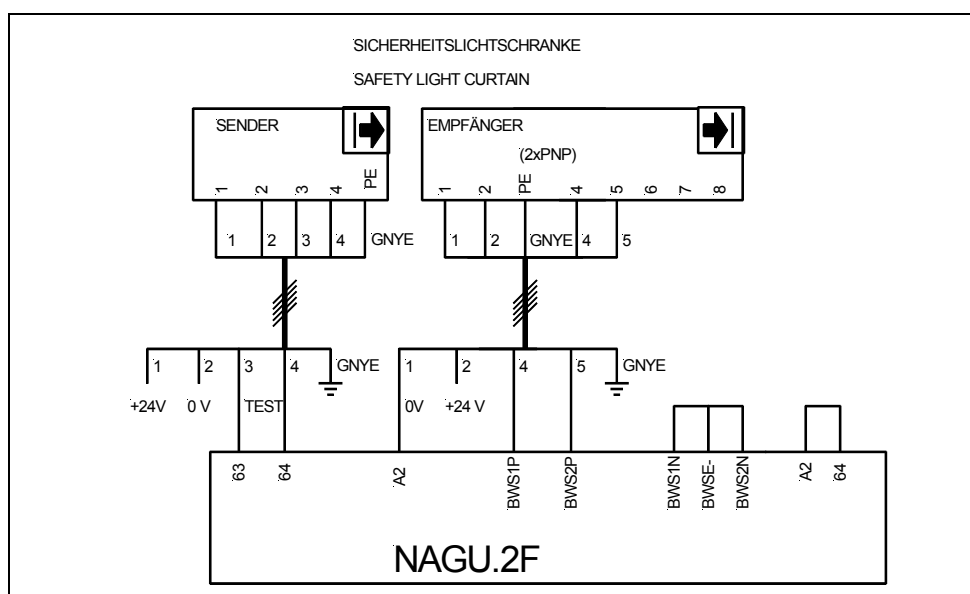 SICHERHEITSLICHTSCHRANKE
SAFETY LIGHT CURTAIN
SENDER
EMPFÄNGER
(2xPNP)
1 2 3 4 PE
1 2 PE 4 5 6 7 8
1 2 3 4 GNYE
1 2 GNYE 4 5
1 2 3 4 GNYE
1 2 4 5 GNYE
+24V 0 V TEST
0V +24 V
63 64 A2 BWS1P BWS2P BWS1N BWSE- BWS2N A2 64
NAGU.2F